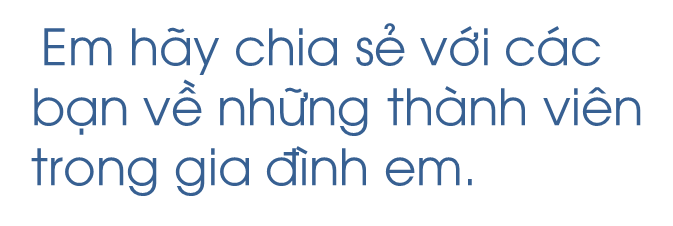 Em hãy chia sẻ với các
bạn về những thành viên
trong gia đình em.